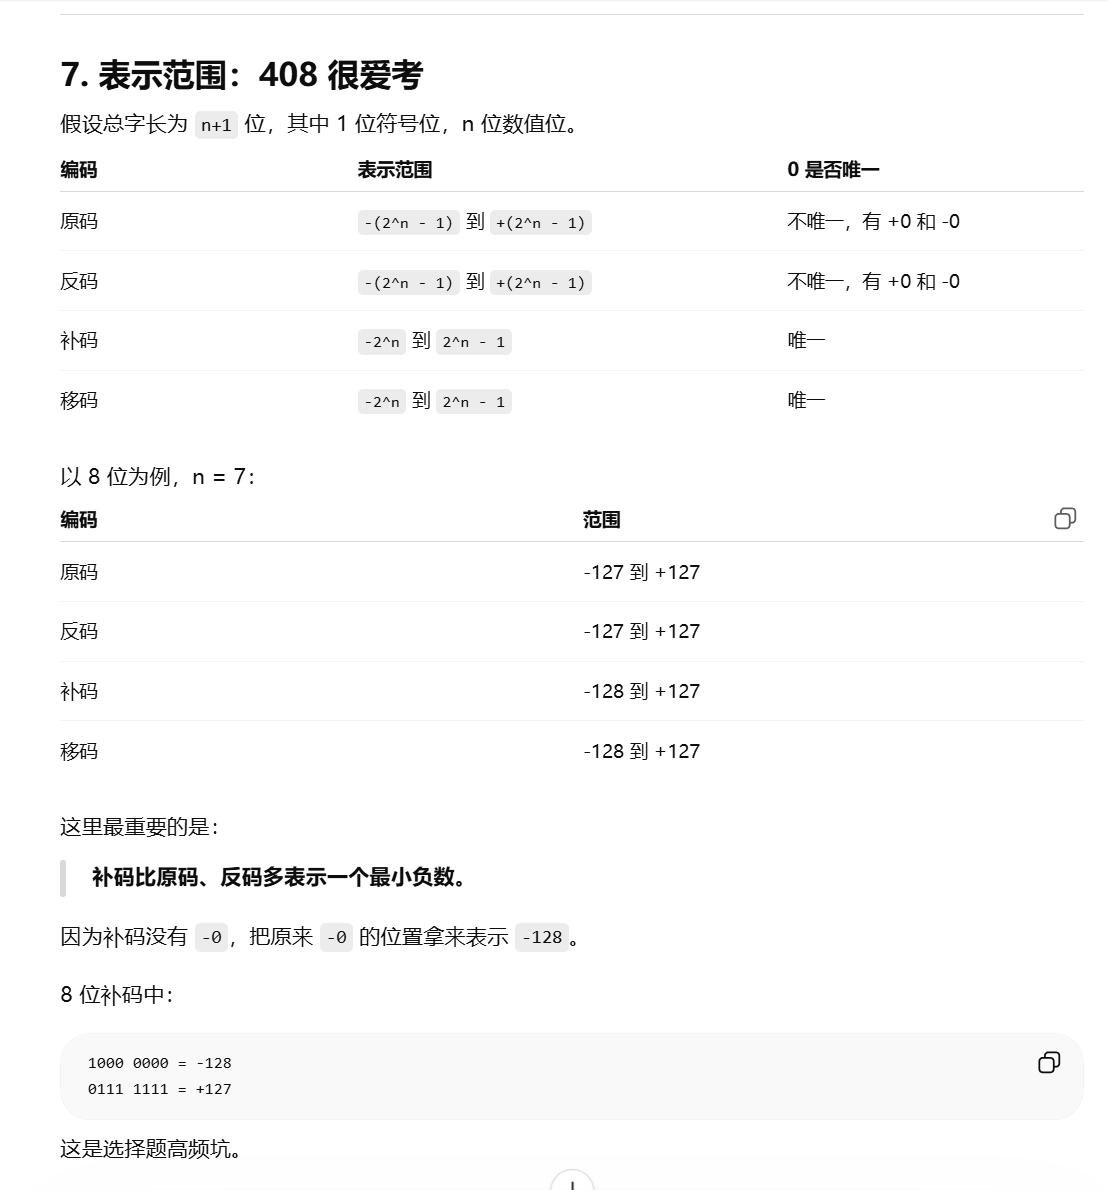 7. 表示范围：408 很爱考
假设总字长为 n+1 位，其中 1 位符号位，n 位数值位。
编码 表示范围 0 是否唯一
原码 -(2^n - 1) 到 +(2^n - 1) 不唯一，有 +0 和 -0
反码 -(2^n - 1) 到 +(2^n - 1) 不唯一，有 +0 和 -0
补码 -2^n 到 2^n - 1 唯一
移码 -2^n 到 2^n - 1 唯一
以 8 位为例，n = 7：
编码 范围
原码 -127 到 +127
反码 -127 到 +127
补码 -128 到 +127
移码 -128 到 +127
这里最重要的是：
补码比原码、反码多表示一个最小负数。
因为补码没有 -0，把原来 -0 的位置拿来表示 -128。
8 位补码中：
1000 0000 = -128
0111 1111 = +127
这是选择题高频坑。